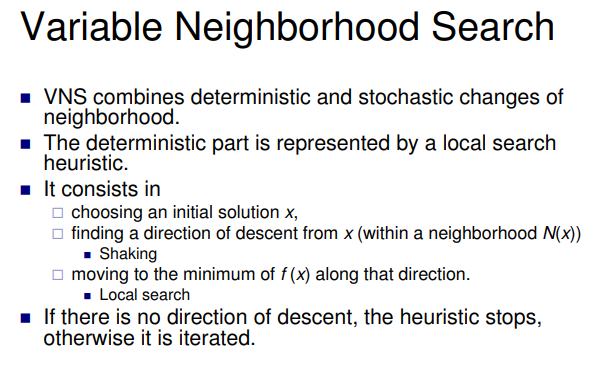 Variable Neighborhood Search
VNS combines deterministic and stochastic changes of
neighborhood.
The deterministic part is represented by a local search
heuristic.
It consists in
choosing an initial solution x,
finding a direction of descent from x (within a neighborhood N(x))
Shaking
moving to the minimum of f (x) along that direction.
Local search
If there is no direction of descent, the heuristic stops,
otherwise it is iterated.